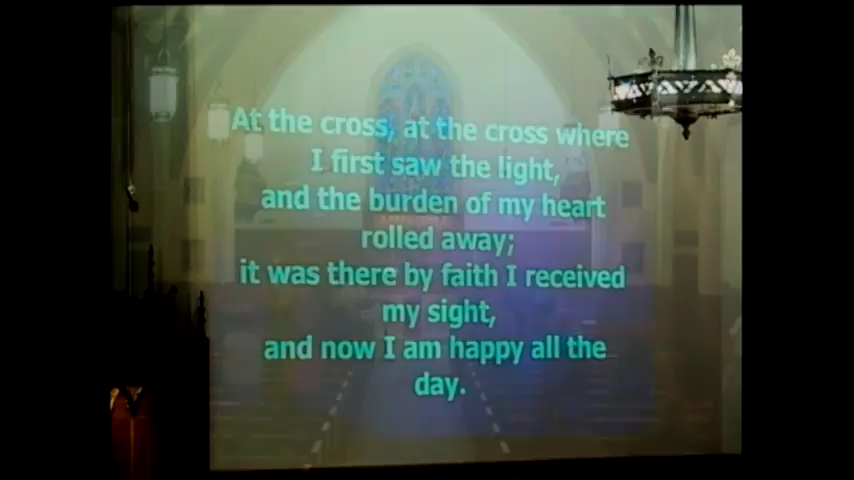 At the cross, at the cross where
I first saw the light,
and the burden of my heart
rolled away;
it was there by faith I received
my sight,
and now I am happy all the
day.